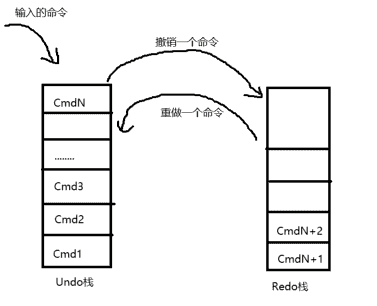 输入的命令
撤销一个命令
重做一个命令
CmdN
........
Cmd3
Cmd2
Cmd1
Undo栈
CmdN+2
CmdN+1
Redo栈